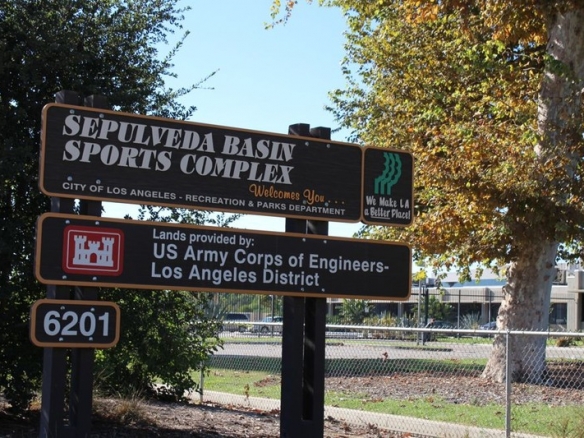 SEPULVEDA BASIN
SPORTS COMPLEX
Welcomes You...
CITY OF LOS ANGELES - RECREATION & PARKS DEPARTMENT
We Make LA
a Better Place!
Lands provided by:
US Army Corps of Engineers-
Los Angeles District
6201